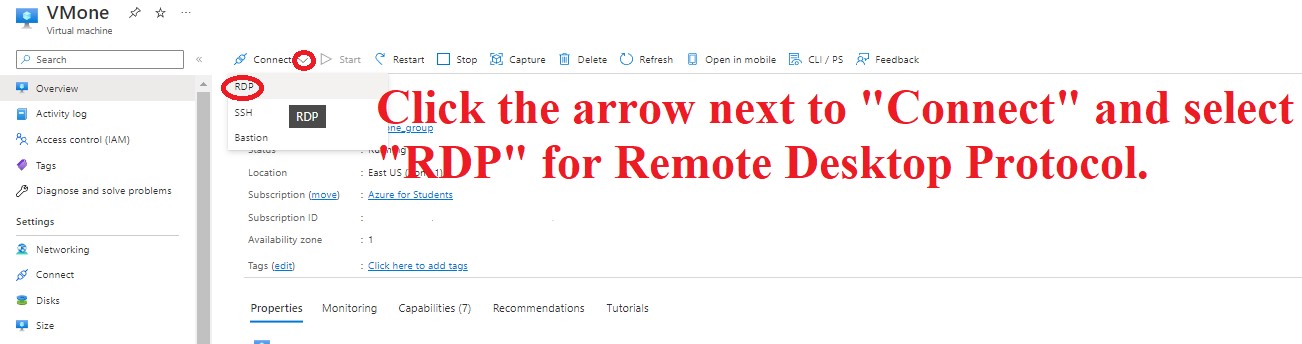 VMone
Virtual machine
Search
Connect Start Restart Stop Capture Delete Refresh Open in mobile CLI / PS Feedback
Overview
Activity log
Access control (IAM)
Tags
Diagnose and solve problems
Settings
Networking
Connect
Disks
Size
RDP
SSH
Bastion
RDP
Click the arrow next to "Connect" and select
"RDP" for Remote Desktop Protocol.
Status : Running
Location : East US
Subscription (move) : Azure for Students
Subscription ID :
Availability zone : 1
Tags (edit) : Click here to add tags
Properties Monitoring Capabilities (7) Recommendations Tutorials